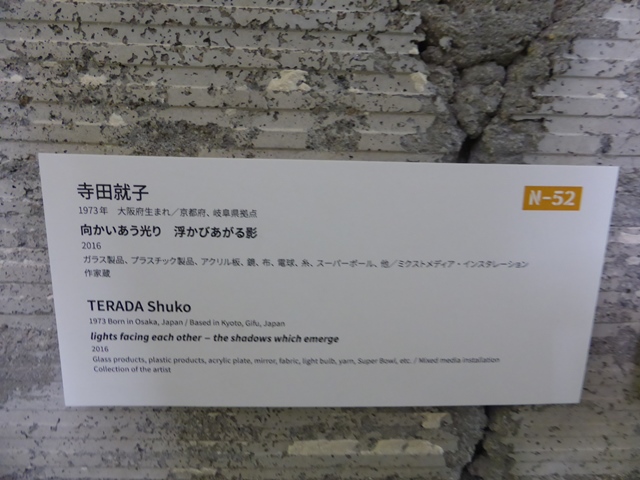 寺田就子
N-52
1973年 大阪府生まれ／京都府、岐阜県拠点
向かいあう光り 浮かびあがる影
2016
ガラス製品、プラスチック製品、アクリル板、鏡、布、電球、糸、スーパーボール、他／ミクストメディア・インスタレーション
作家蔵
TERADA Shuko
1973 Born in Osaka, Japan / Based in Kyoto, Gifu, Japan
lights facing each other – the shadows which emerge
2016
Glass products, plastic products, acrylic plate, mirror, fabric, light bulb, yarn, Super Bowl, etc. / Mixed media installation
Collection of the artist